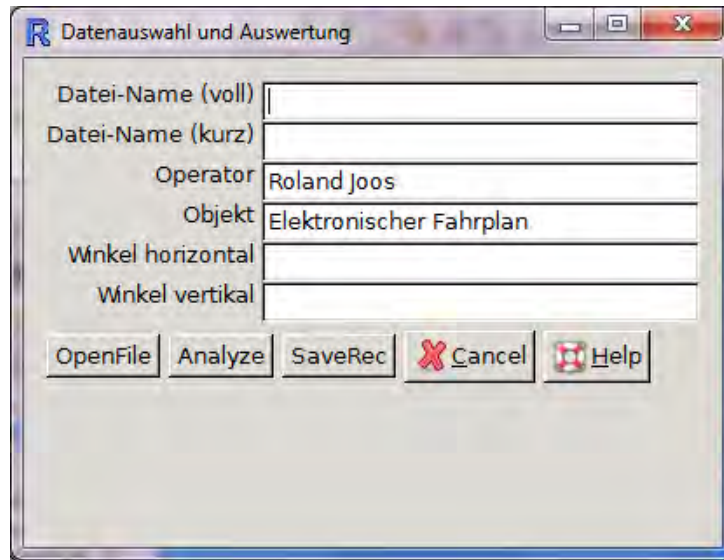 Datenauswahl und Auswertung
Datei-Name (voll)
Datei-Name (kurz)
Operator Roland Joos
Objekt Elektronischer Fahrplan
Winkel horizontal
Winkel vertikal
OpenFile Analyze SaveRec Cancel Help